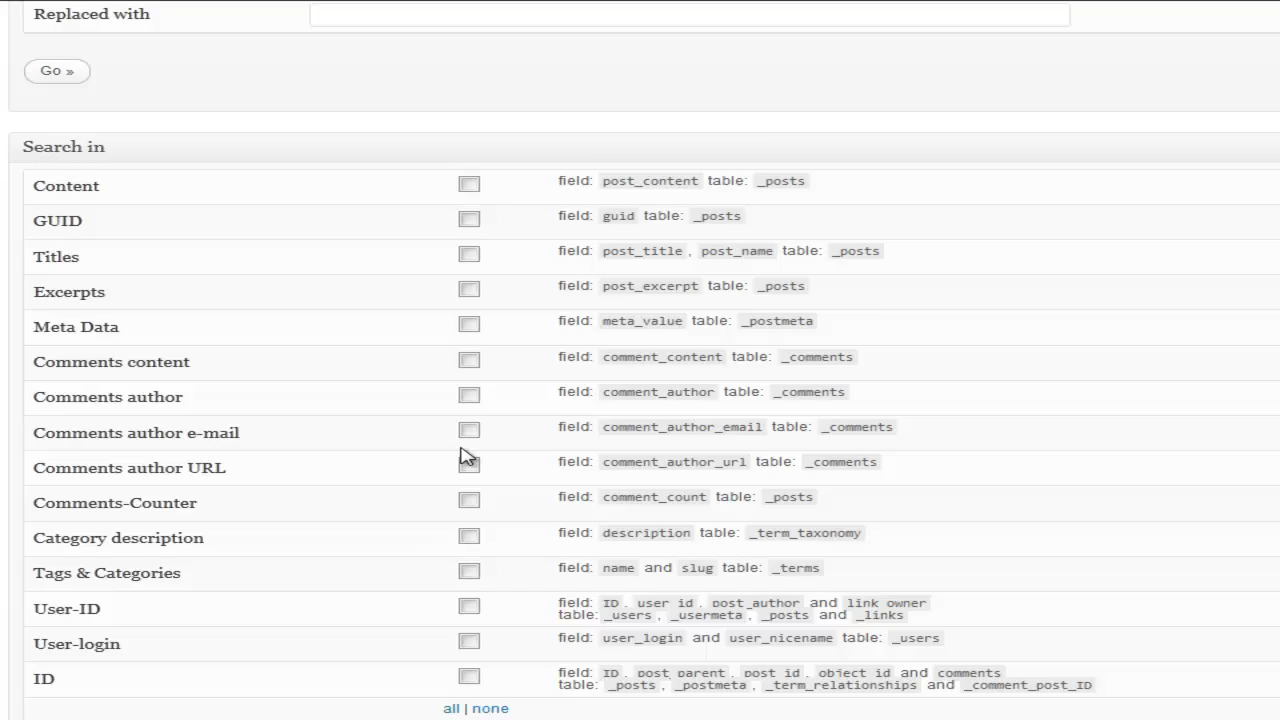 Replaced with
Go »
Search in
Content field: post_content table: _posts
GUID field: guid table: _posts
Titles field: post_title , post_name table: _posts
Excerpts field: post_excerpt table: _posts
Meta Data field: meta_value table: _postmeta
Comments content field: comment_content table: _comments
Comments author field: comment_author table: _comments
Comments author e-mail field: comment_author_email table: _comments
Comments author URL field: comment_author_url table: _comments
Comments-Counter field: comment_count table: _posts
Category description field: description table: _term_taxonomy
Tags & Categories field: name and slug table: _terms
User-ID field: ID , user_id , post_author and link_owner
table: _users , _usermeta , _posts and _links
User-login field: user_login and user_nicename table: _users
ID field: ID , post_parent , post_id , object_id and comments
table: _posts , _postmeta , _term_relationships and _comment_post_ID
all | none